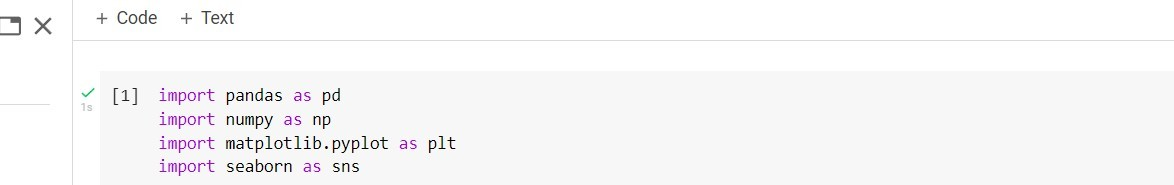 + Code + Text
[1] import pandas as pd
1s
import numpy as np
import matplotlib.pyplot as plt
import seaborn as sns